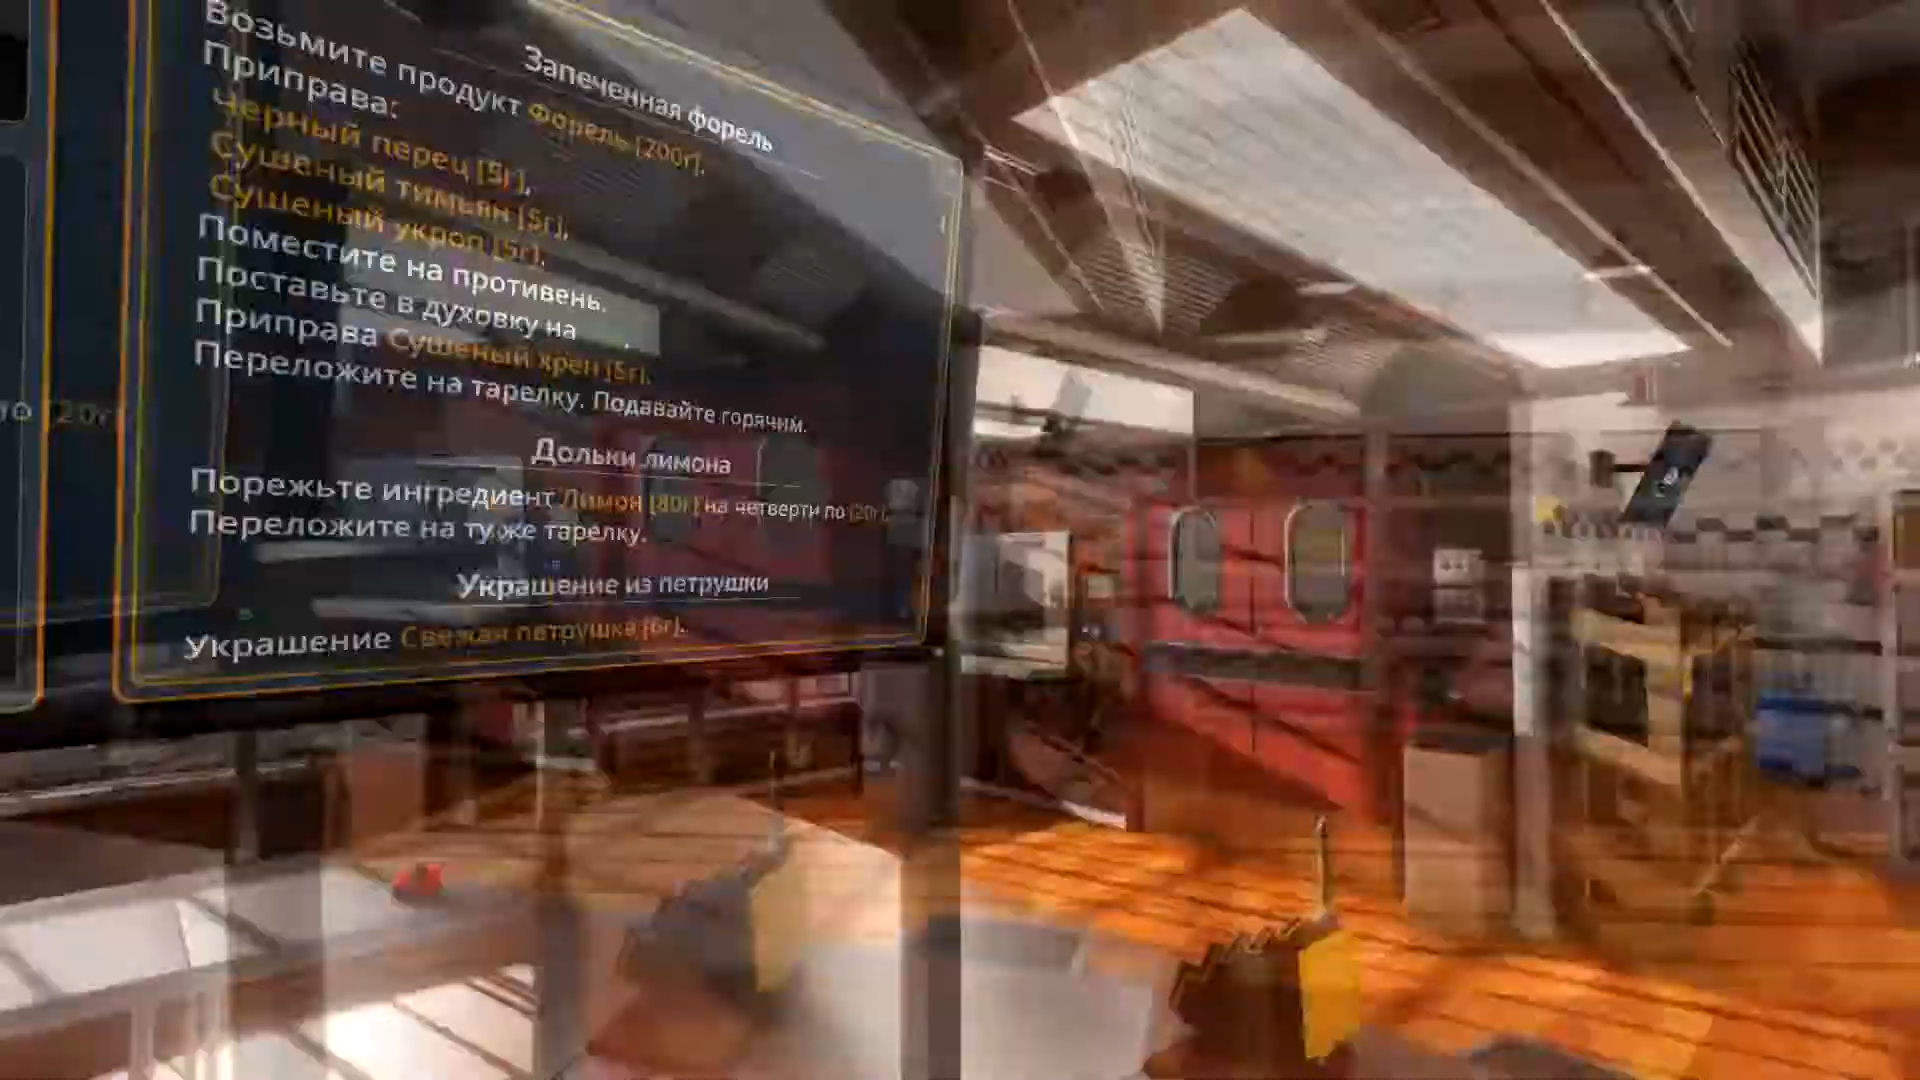 Запеченная форель
Возьмите продукт Форель [200г].
Приправа:
Черный перец [5г],
Сушеный тимьян [5г],
Сушеный укроп [5г].
Поместите на противень.
Поставьте в духовку на
Приправа Сушеный хрен [5г].
Переложите на тарелку. Подавайте горячим.
Дольки лимона
Порежьте ингредиент Лимон [80г] на четверти по [20г].
Переложите на ту же тарелку.
Украшение из петрушки
Украшение Свежая петрушка [6г].
[20г]